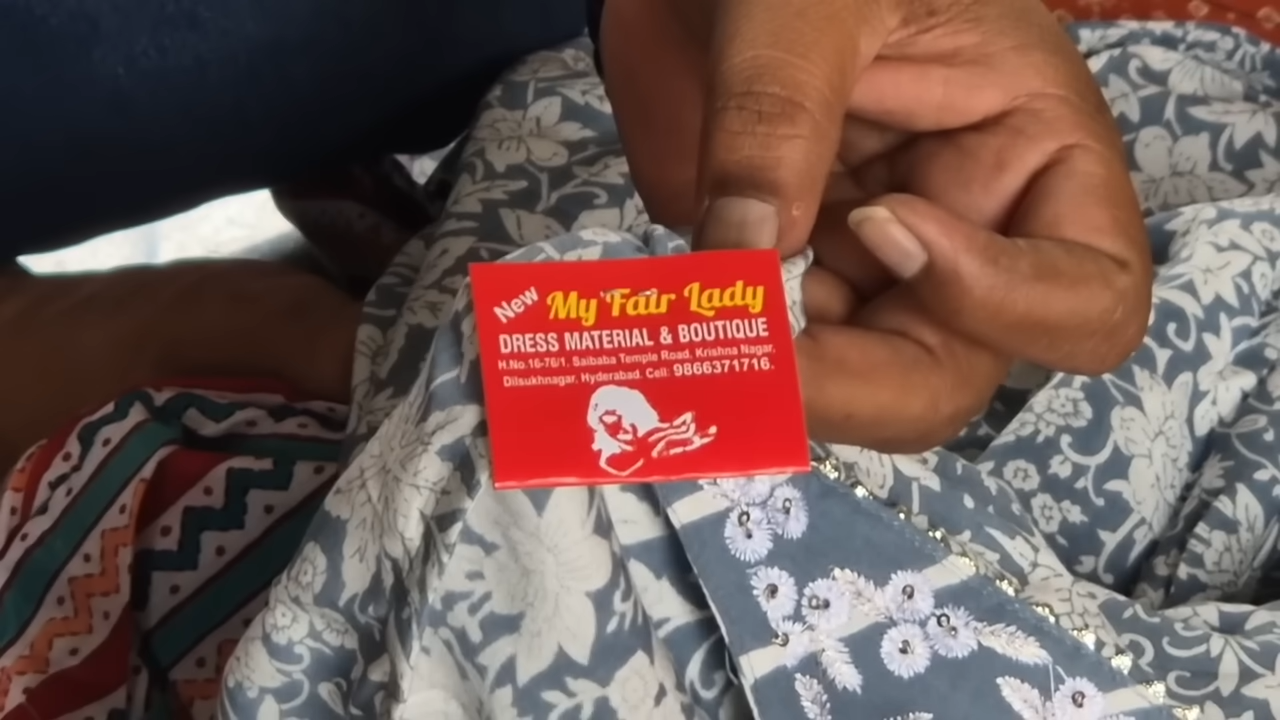 New My Fair Lady
DRESS MATERIAL & BOUTIQUE
H.No.16-76/1, Saibaba Temple Road, Krishna Nagar,
Dilsukhnagar, Hyderabad. Cell: 9866371716.